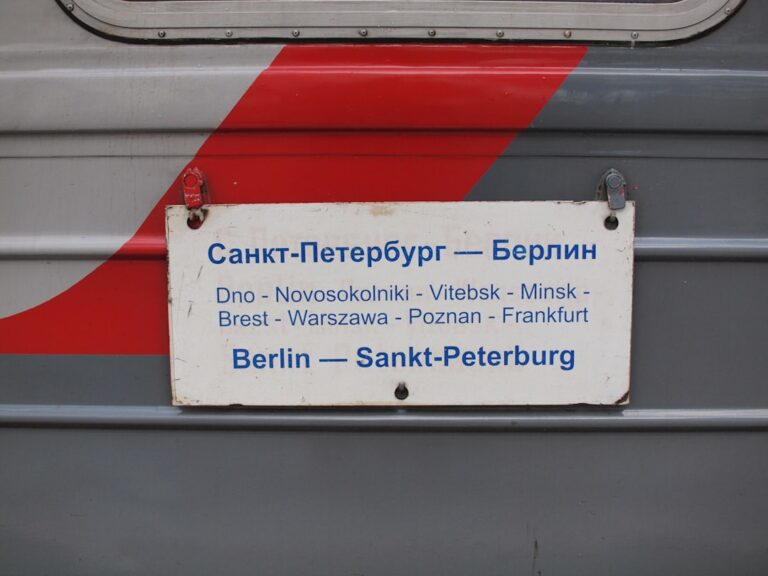 Санкт-Петербург — Берлин
Dno - Novosokolniki - Vitebsk - Minsk -
Brest - Warszawa - Poznan - Frankfurt
Berlin — Sankt-Peterburg